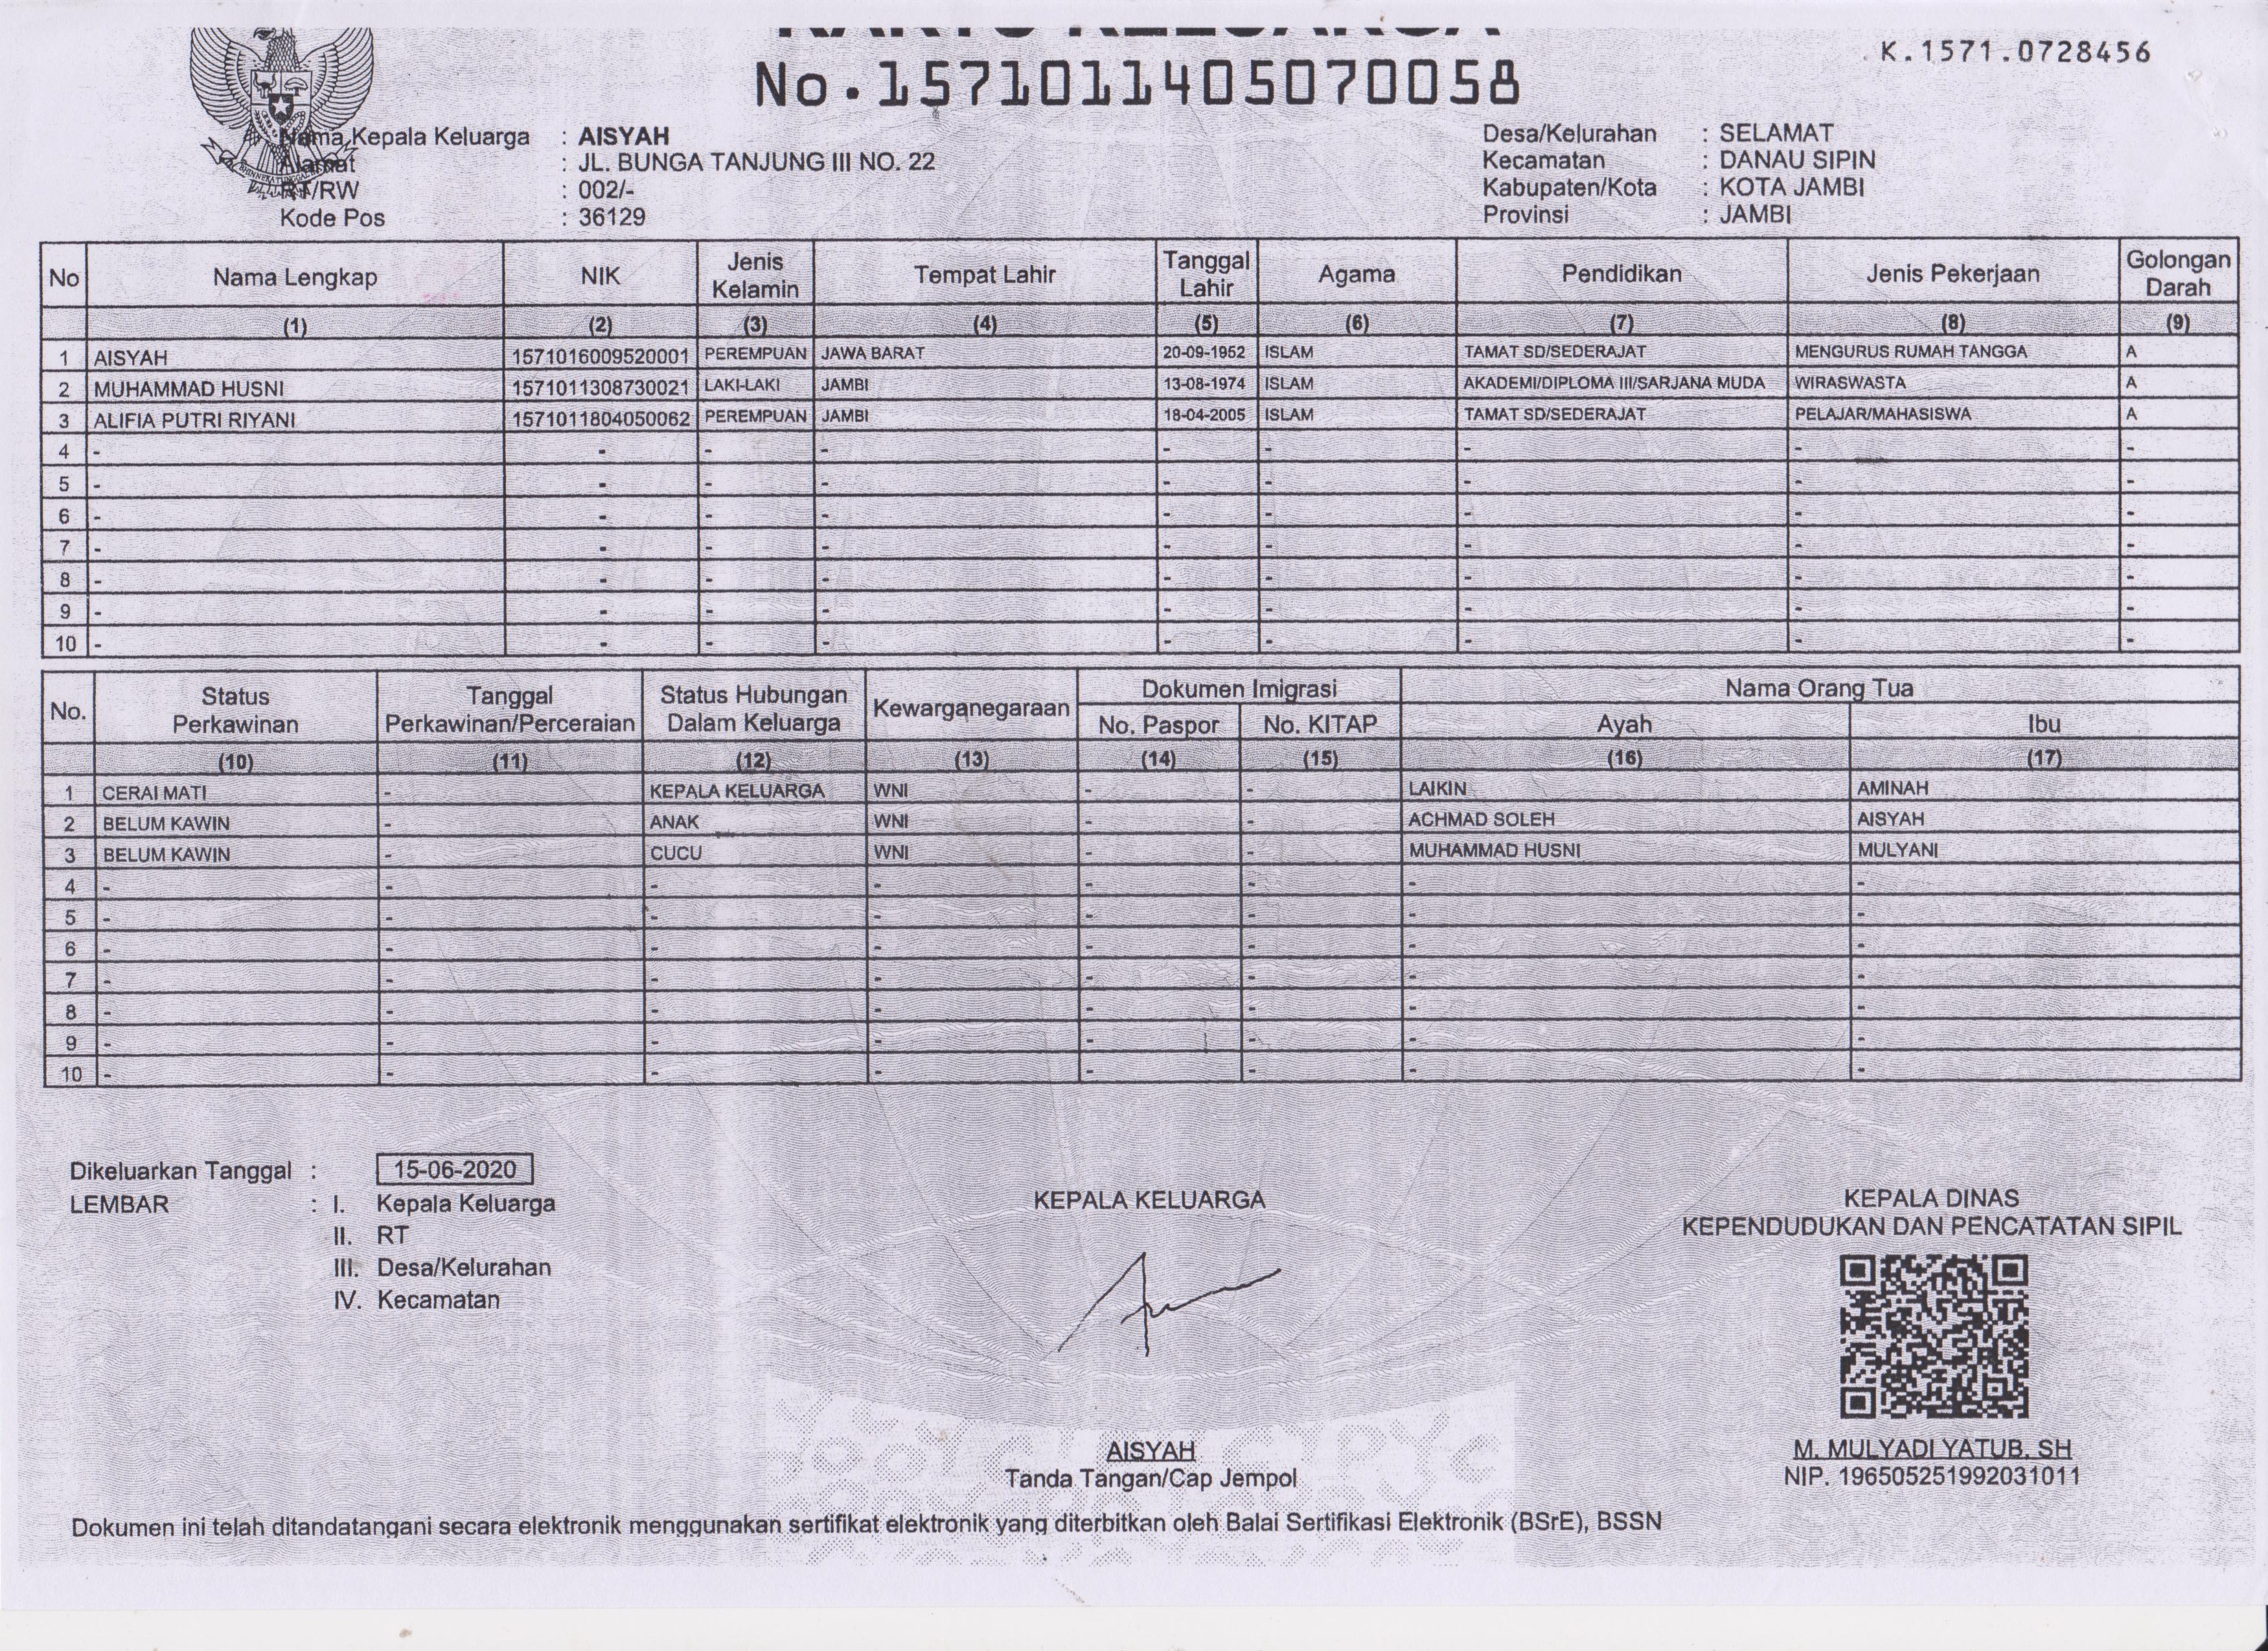 KARTU KELUARGA
No.1571011405070058
K.1571.0728456
Nama Kepala Keluarga : AISYAH
Alamat : JL. BUNGA TANJUNG III NO. 22
RT/RW : 002/-
Kode Pos : 36129
Desa/Kelurahan : SELAMAT
Kecamatan : DANAU SIPIN
Kabupaten/Kota : KOTA JAMBI
Provinsi : JAMBI
No Nama Lengkap NIK Jenis Kelamin Tempat Lahir Tanggal Lahir Agama Pendidikan Jenis Pekerjaan Golongan Darah
(1) (2) (3) (4) (5) (6) (7) (8) (9)
1 AISYAH 1571016009520001 PEREMPUAN JAWA BARAT 20-09-1952 ISLAM TAMAT SD/SEDERAJAT MENGURUS RUMAH TANGGA A
2 MUHAMMAD HUSNI 1571011308730021 LAKI-LAKI JAMBI 13-08-1974 ISLAM AKADEMI/DIPLOMA III/SARJANA MUDA WIRASWASTA A
3 ALIFIA PUTRI RIYANI 1571011804050062 PEREMPUAN JAMBI 18-04-2005 ISLAM TAMAT SD/SEDERAJAT PELAJAR/MAHASISWA A
4 - - - - - - - - -
5 - - - - - - - - -
6 - - - - - - - - -
7 - - - - - - - - -
8 - - - - - - - - -
9 - - - - - - - - -
10 - - - - - - - - -
No. Status Perkawinan Tanggal Perkawinan/Perceraian Status Hubungan Dalam Keluarga Kewarganegaraan Dokumen Imigrasi Nama Orang Tua
No. Paspor No. KITAP Ayah Ibu
(10) (11) (12) (13) (14) (15) (16) (17)
1 CERAI MATI - KEPALA KELUARGA WNI - - LAIKIN AMINAH
2 BELUM KAWIN - ANAK WNI - - ACHMAD SOLEH AISYAH
3 BELUM KAWIN - CUCU WNI - - MUHAMMAD HUSNI MULYANI
4 - - - - - - - -
5 - - - - - - - -
6 - - - - - - - -
7 - - - - - - - -
8 - - - - - - - -
9 - - - - - - - -
10 - - - - - - - -
Dikeluarkan Tanggal : 15-06-2020
LEMBAR : I. Kepala Keluarga
II. RT
III. Desa/Kelurahan
IV. Kecamatan
KEPALA KELUARGA
AISYAH
Tanda Tangan/Cap Jempol
KEPALA DINAS
KEPENDUDUKAN DAN PENCATATAN SIPIL
M. MULYADI YATUB, SH
NIP. 196505251992031011
Dokumen ini telah ditandatangani secara elektronik menggunakan sertifikat elektronik yang diterbitkan oleh Balai Sertifikasi Elektronik (BSrE), BSSN